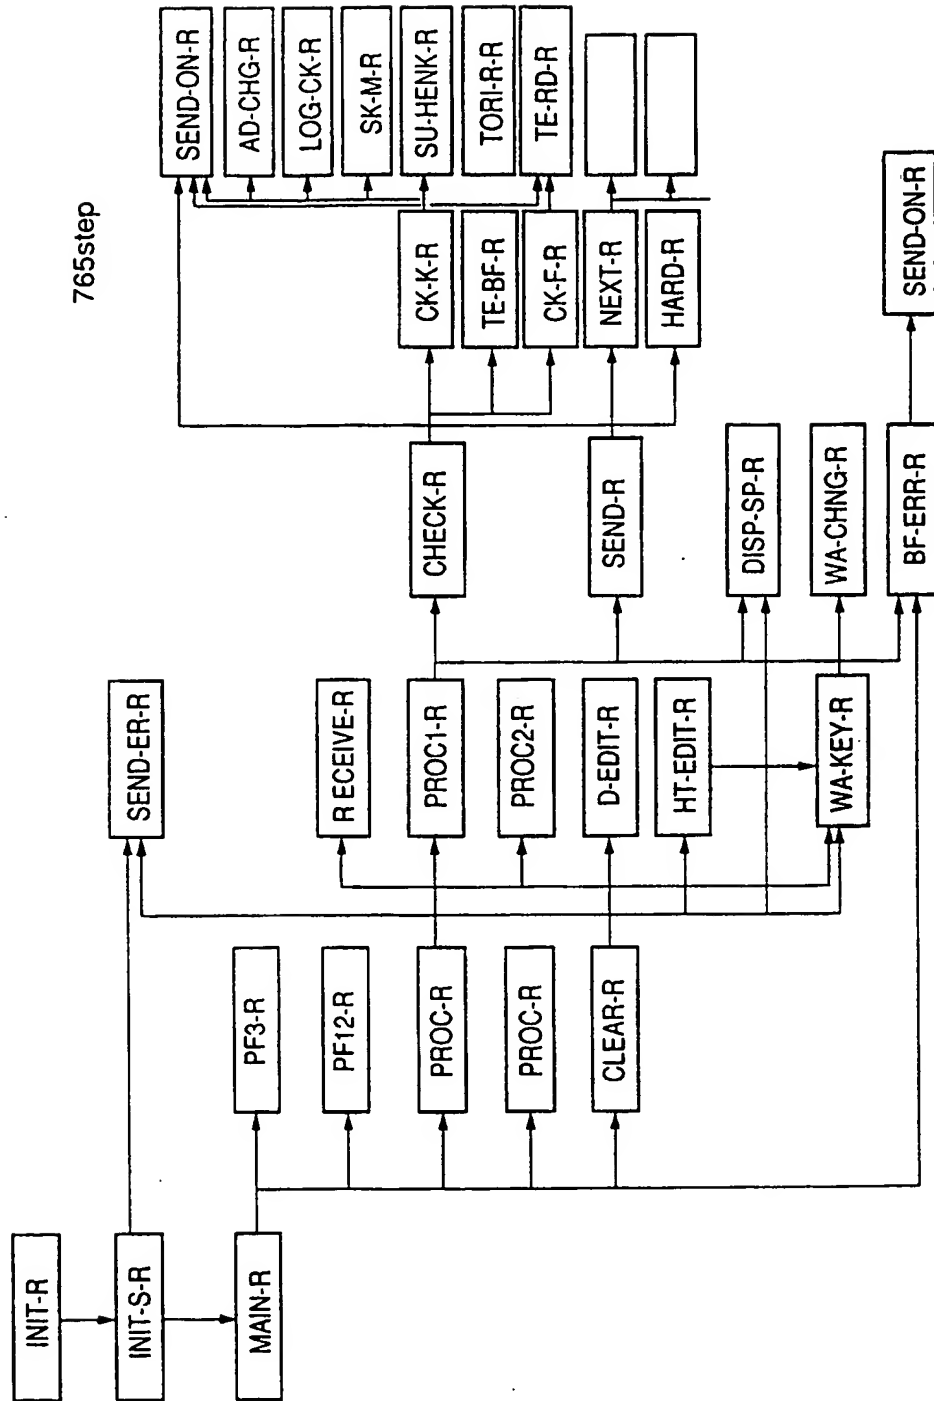 765step
INIT-R
INIT-S-R
MAIN-R
PF3-R
PF12-R
PROC-R
PROC-R
CLEAR-R
SEND-ER-R
R ECEIVE-R
PROC1-R
PROC2-R
D-EDIT-R
HT-EDIT-R
WA-KEY-R
CHECK-R
SEND-R
DISP-SP-R
WA-CHNG-R
BF-ERR-R
CK-K-R
TE-BF-R
CK-F-R
NEXT-R
HARD-R
SEND-ON-R
SEND-ON-R
AD-CHG-R
LOG-CK-R
SK-M-R
SU-HENK-R
TORI-R-R
TE-RD-R